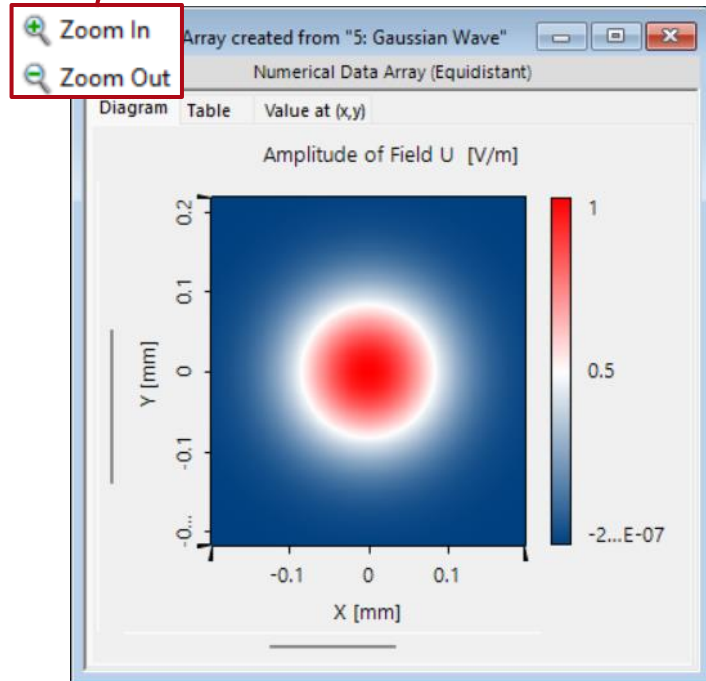 Zoom In
Zoom Out
Array created from "5: Gaussian Wave"
Numerical Data Array (Equidistant)
Diagram Table Value at (x,y)
Amplitude of Field U [V/m]
0.2
0.1
0
-0.1
-0...
Y [mm]
-0.1 0 0.1
X [mm]
1
0.5
-2...E-07